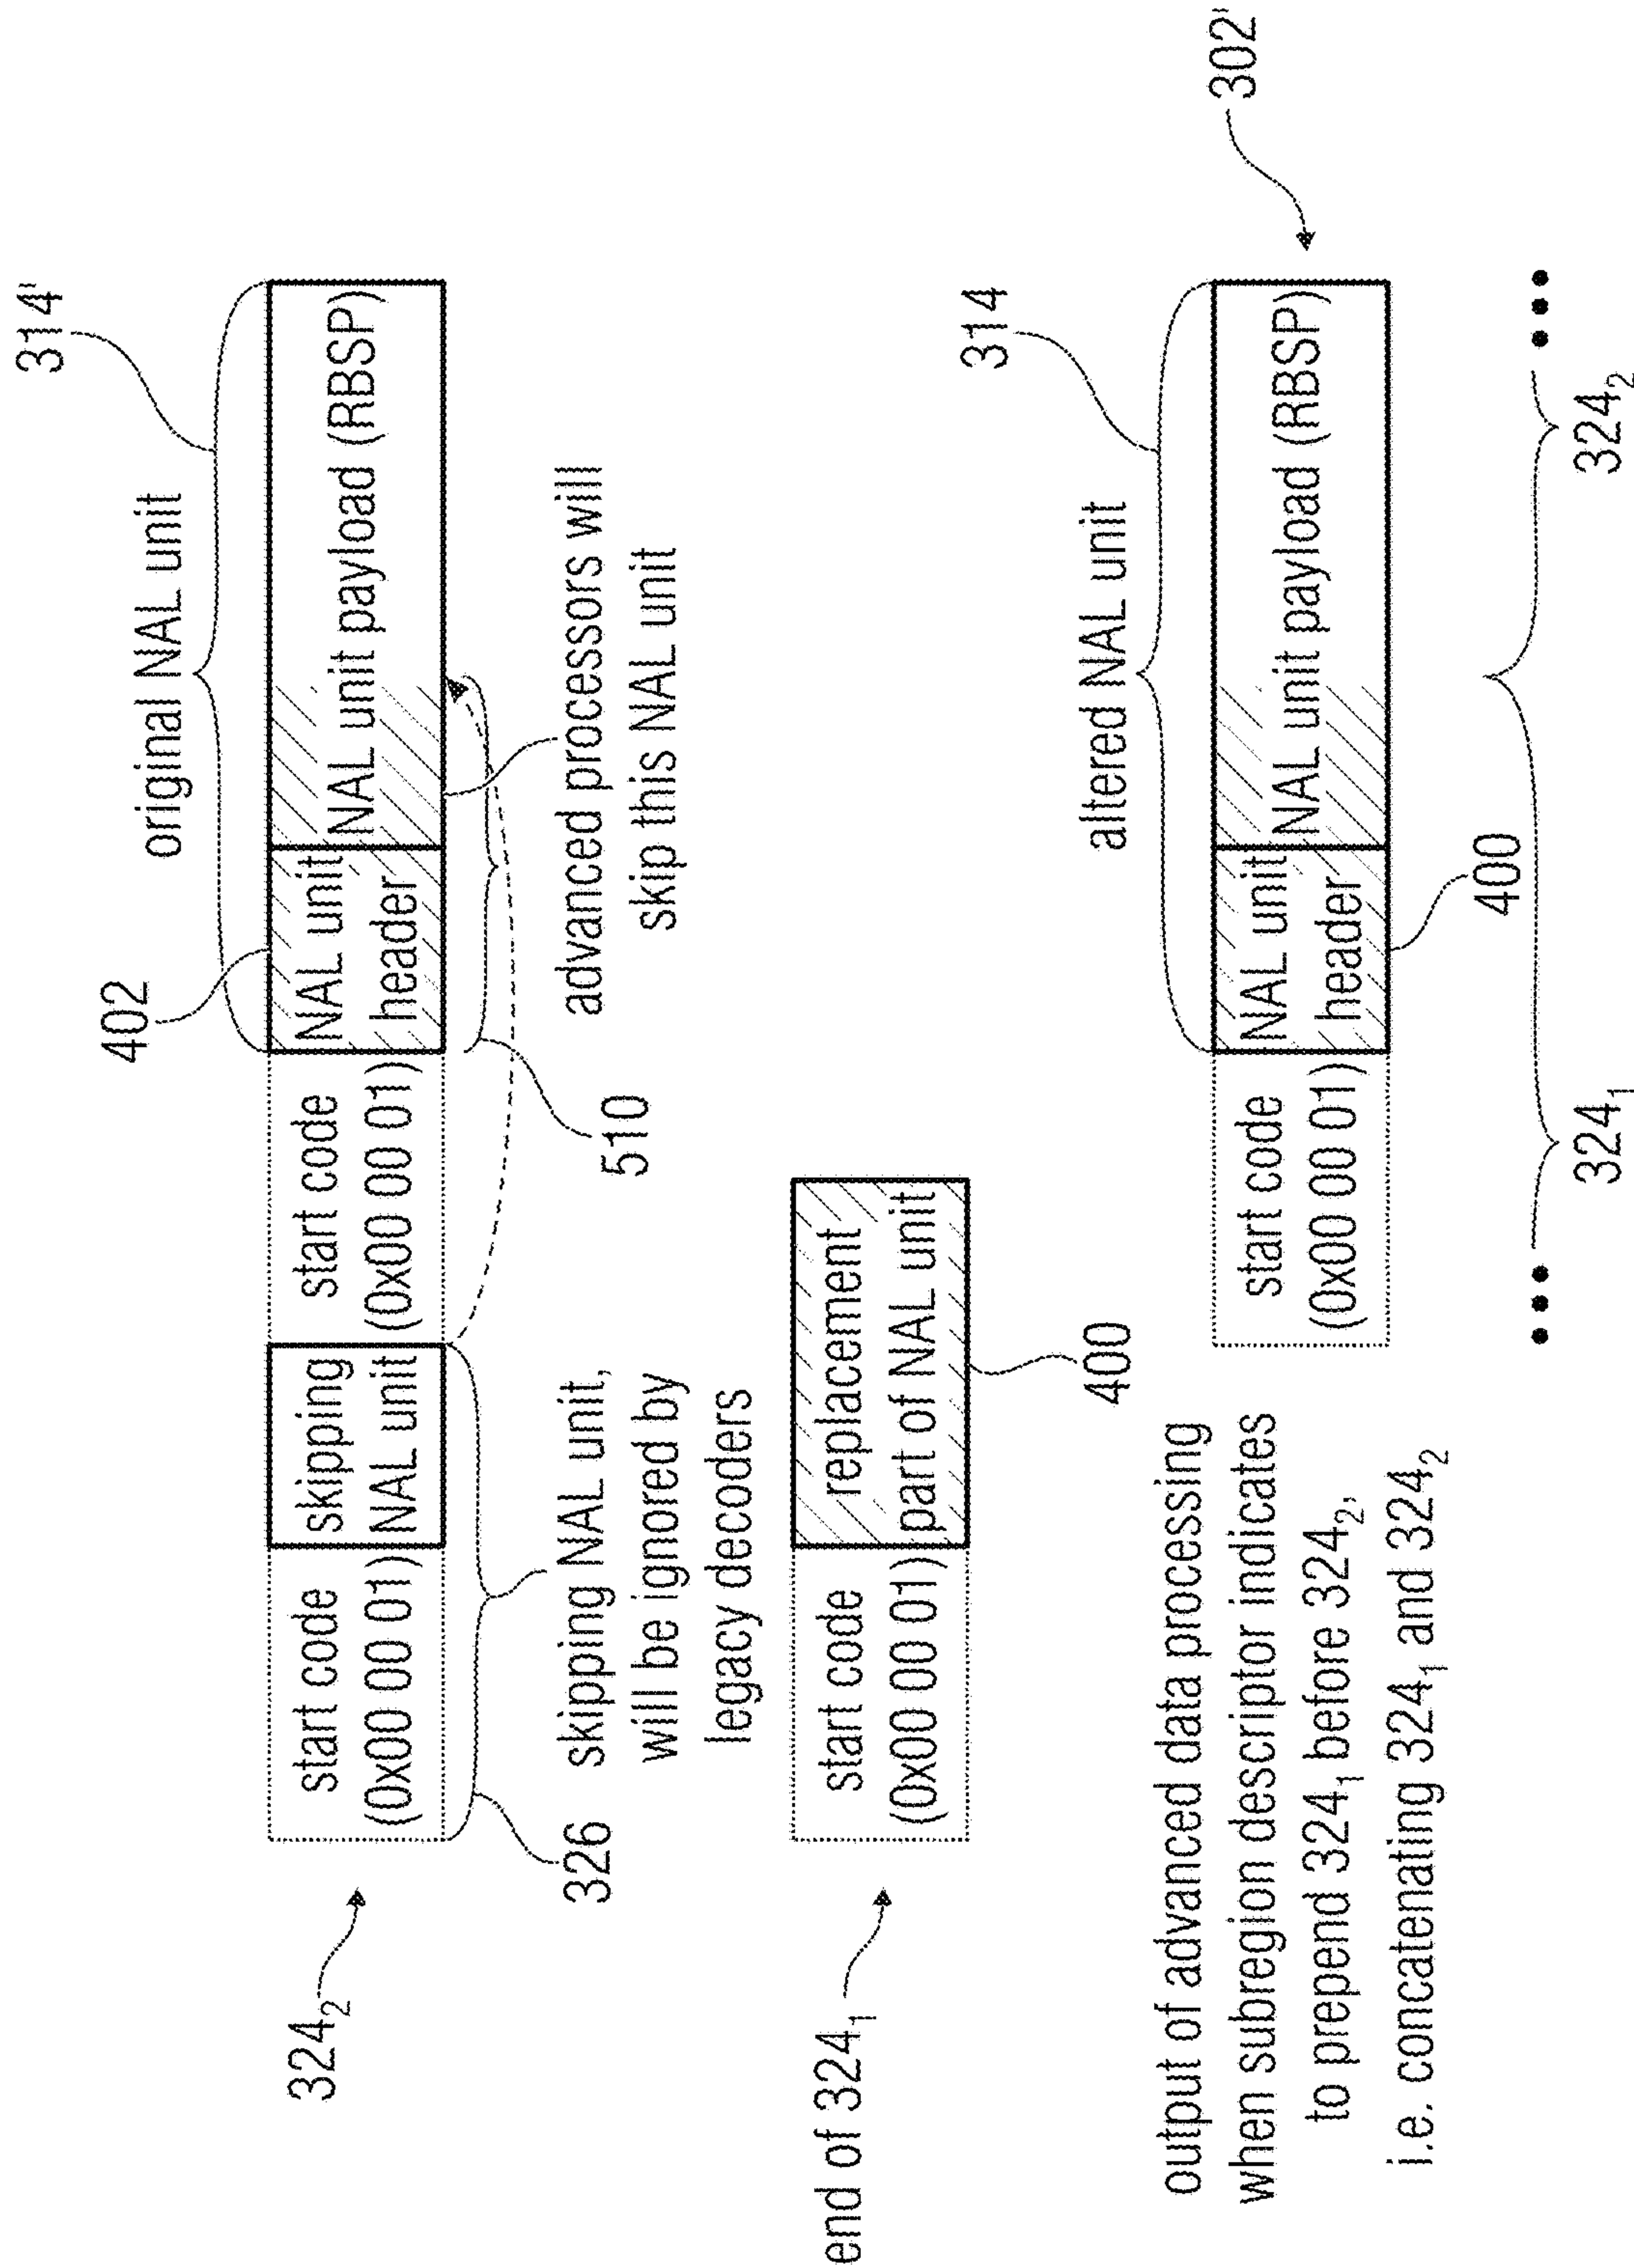 314'
original NAL unit
402
324₂
start code
(0x00 00 01)
skipping
NAL unit
start code
(0x00 00 01)
NAL unit
header
NAL unit payload (RBSP)
326
skipping NAL unit,
will be ignored by
legacy decoders
510
advanced processors will
skip this NAL unit
end of 324₁
start code
(0x00 00 01)
replacement
part of NAL unit
400
output of advanced data processing
when subregion descriptor indicates
to prepend 324₁ before 324₂,
i.e. concatenating 324₁ and 324₂
altered NAL unit
314
302'
start code
(0x00 00 01)
NAL unit
header
NAL unit payload (RBSP)
400
324₁
324₂